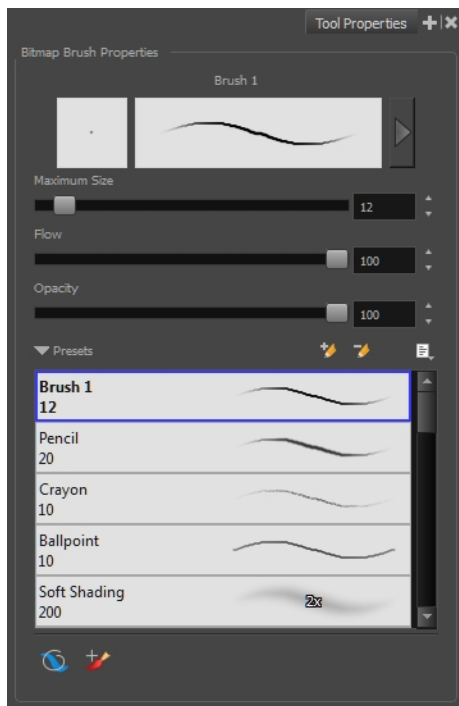 Tool Properties
Bitmap Brush Properties
Brush 1
Maximum Size
12
Flow
100
Opacity
100
Presets
Brush 1
12
Pencil
20
Crayon
10
Ballpoint
10
Soft Shading
200
2x